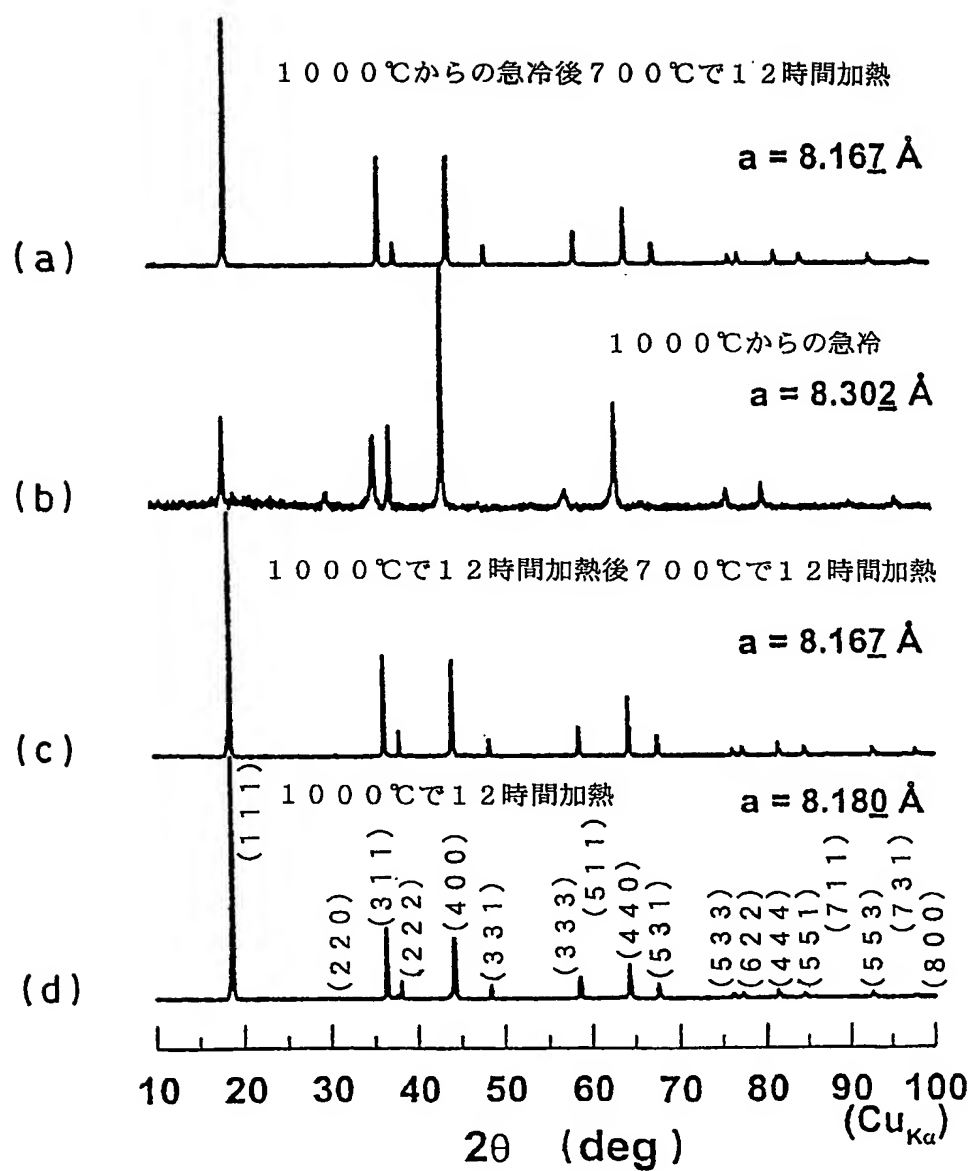 １０００℃からの急冷後７００℃で１２時間加熱
a = 8.167 Å
(a)
１０００℃からの急冷
a = 8.302 Å
(b)
１０００℃で１２時間加熱後７００℃で１２時間加熱
a = 8.167 Å
(c)
１０００℃で１２時間加熱
a = 8.180 Å
(111)
(220)
(311)
(222)
(400)
(331)
(333)
(511)
(440)
(531)
(533)
(622)
(444)
(551)
(711)
(553)
(731)
(800)
(d)
10 20 30 40 50 60 70 80 90 100
2θ (deg)
(CuKα)